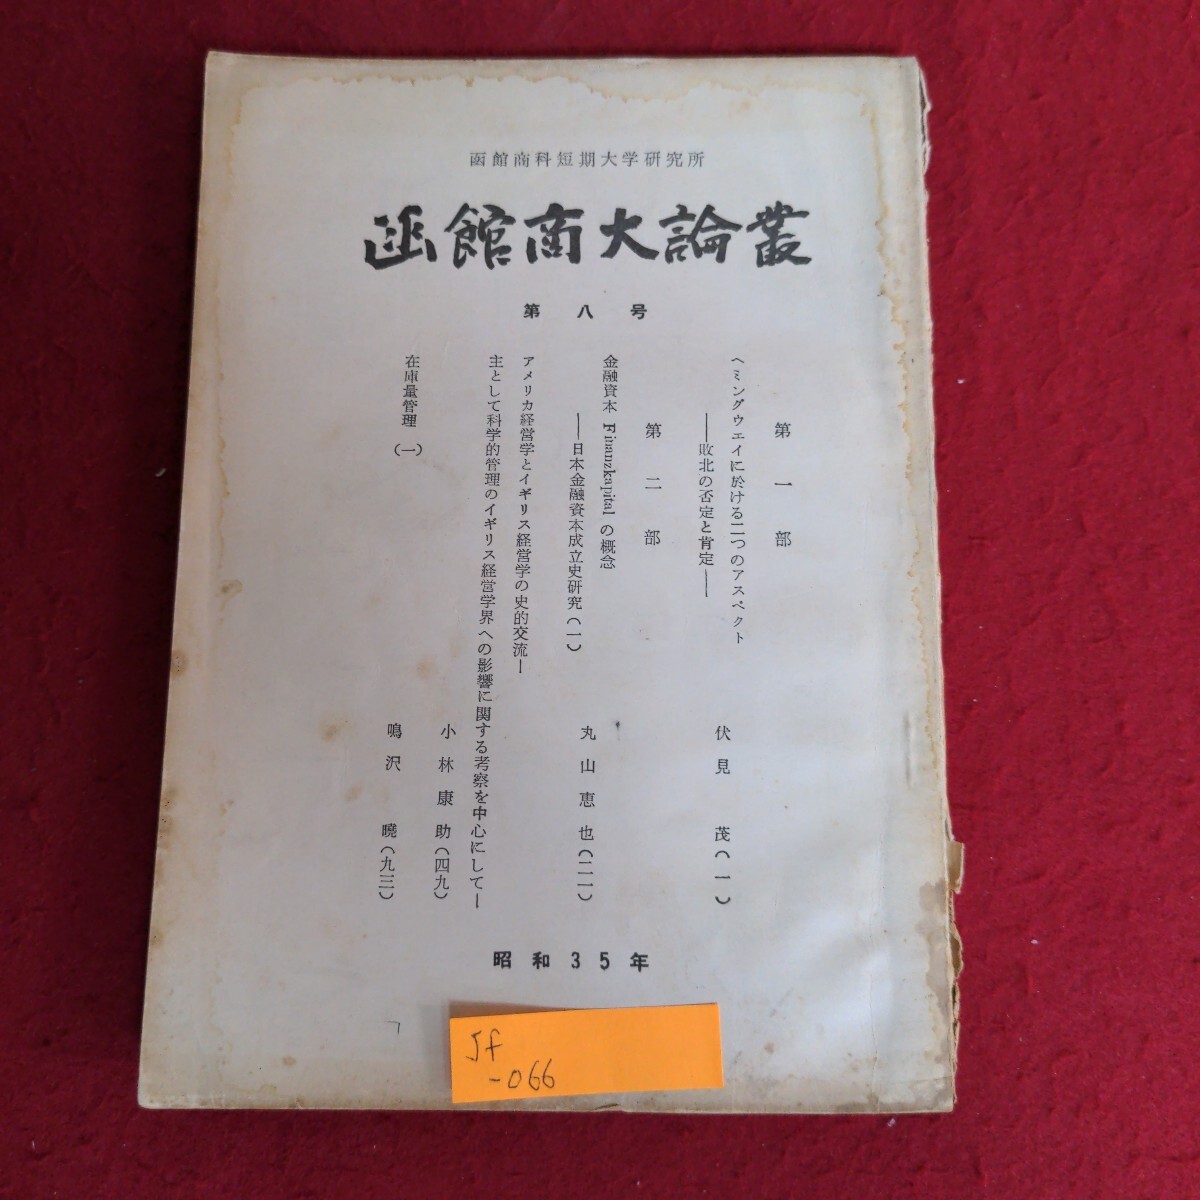 函館商科短期大学研究所
函館商大論叢
第八号
第一部
ヘミングウエイに於ける二つのアスペクト
――敗北の否定と肯定――
伏見 茂(一)
第二部
金融資本 Finanzkapital の概念
――日本金融資本成立史研究(一)
丸山恵也(二一)
アメリカ経営学とイギリス経営学の史的交流―
主として科学的管理のイギリス経営学界への影響に関する考察を中心にして―
小林康助(四九)
在庫量管理(一)
鳴沢 曉(九三)
昭和35年
Jf
-066